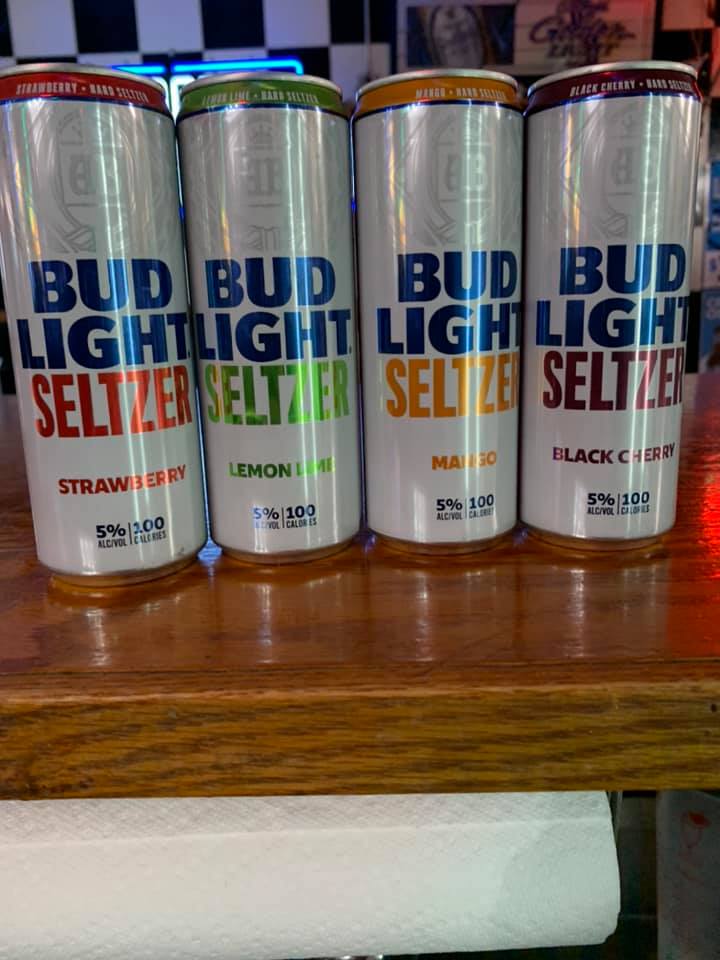 STRAWBERRY • HARD SELTZER
BUD
LIGHT.
SELTZER
STRAWBERRY
5% | 100
ALC/VOL | CALORIES
LEMON LIME • HARD SELTZER
BUD
LIGHT.
SELTZER
LEMON LIME
5% | 100
ALC/VOL | CALORIES
MANGO • HARD SELTZER
BUD
LIGHT
SELTZER
MANGO
5% | 100
ALC/VOL | CALORIES
BLACK CHERRY • HARD SELTZER
BUD
LIGHT
SELTZER
BLACK CHERRY
5% | 100
ALC/VOL | CALORIES